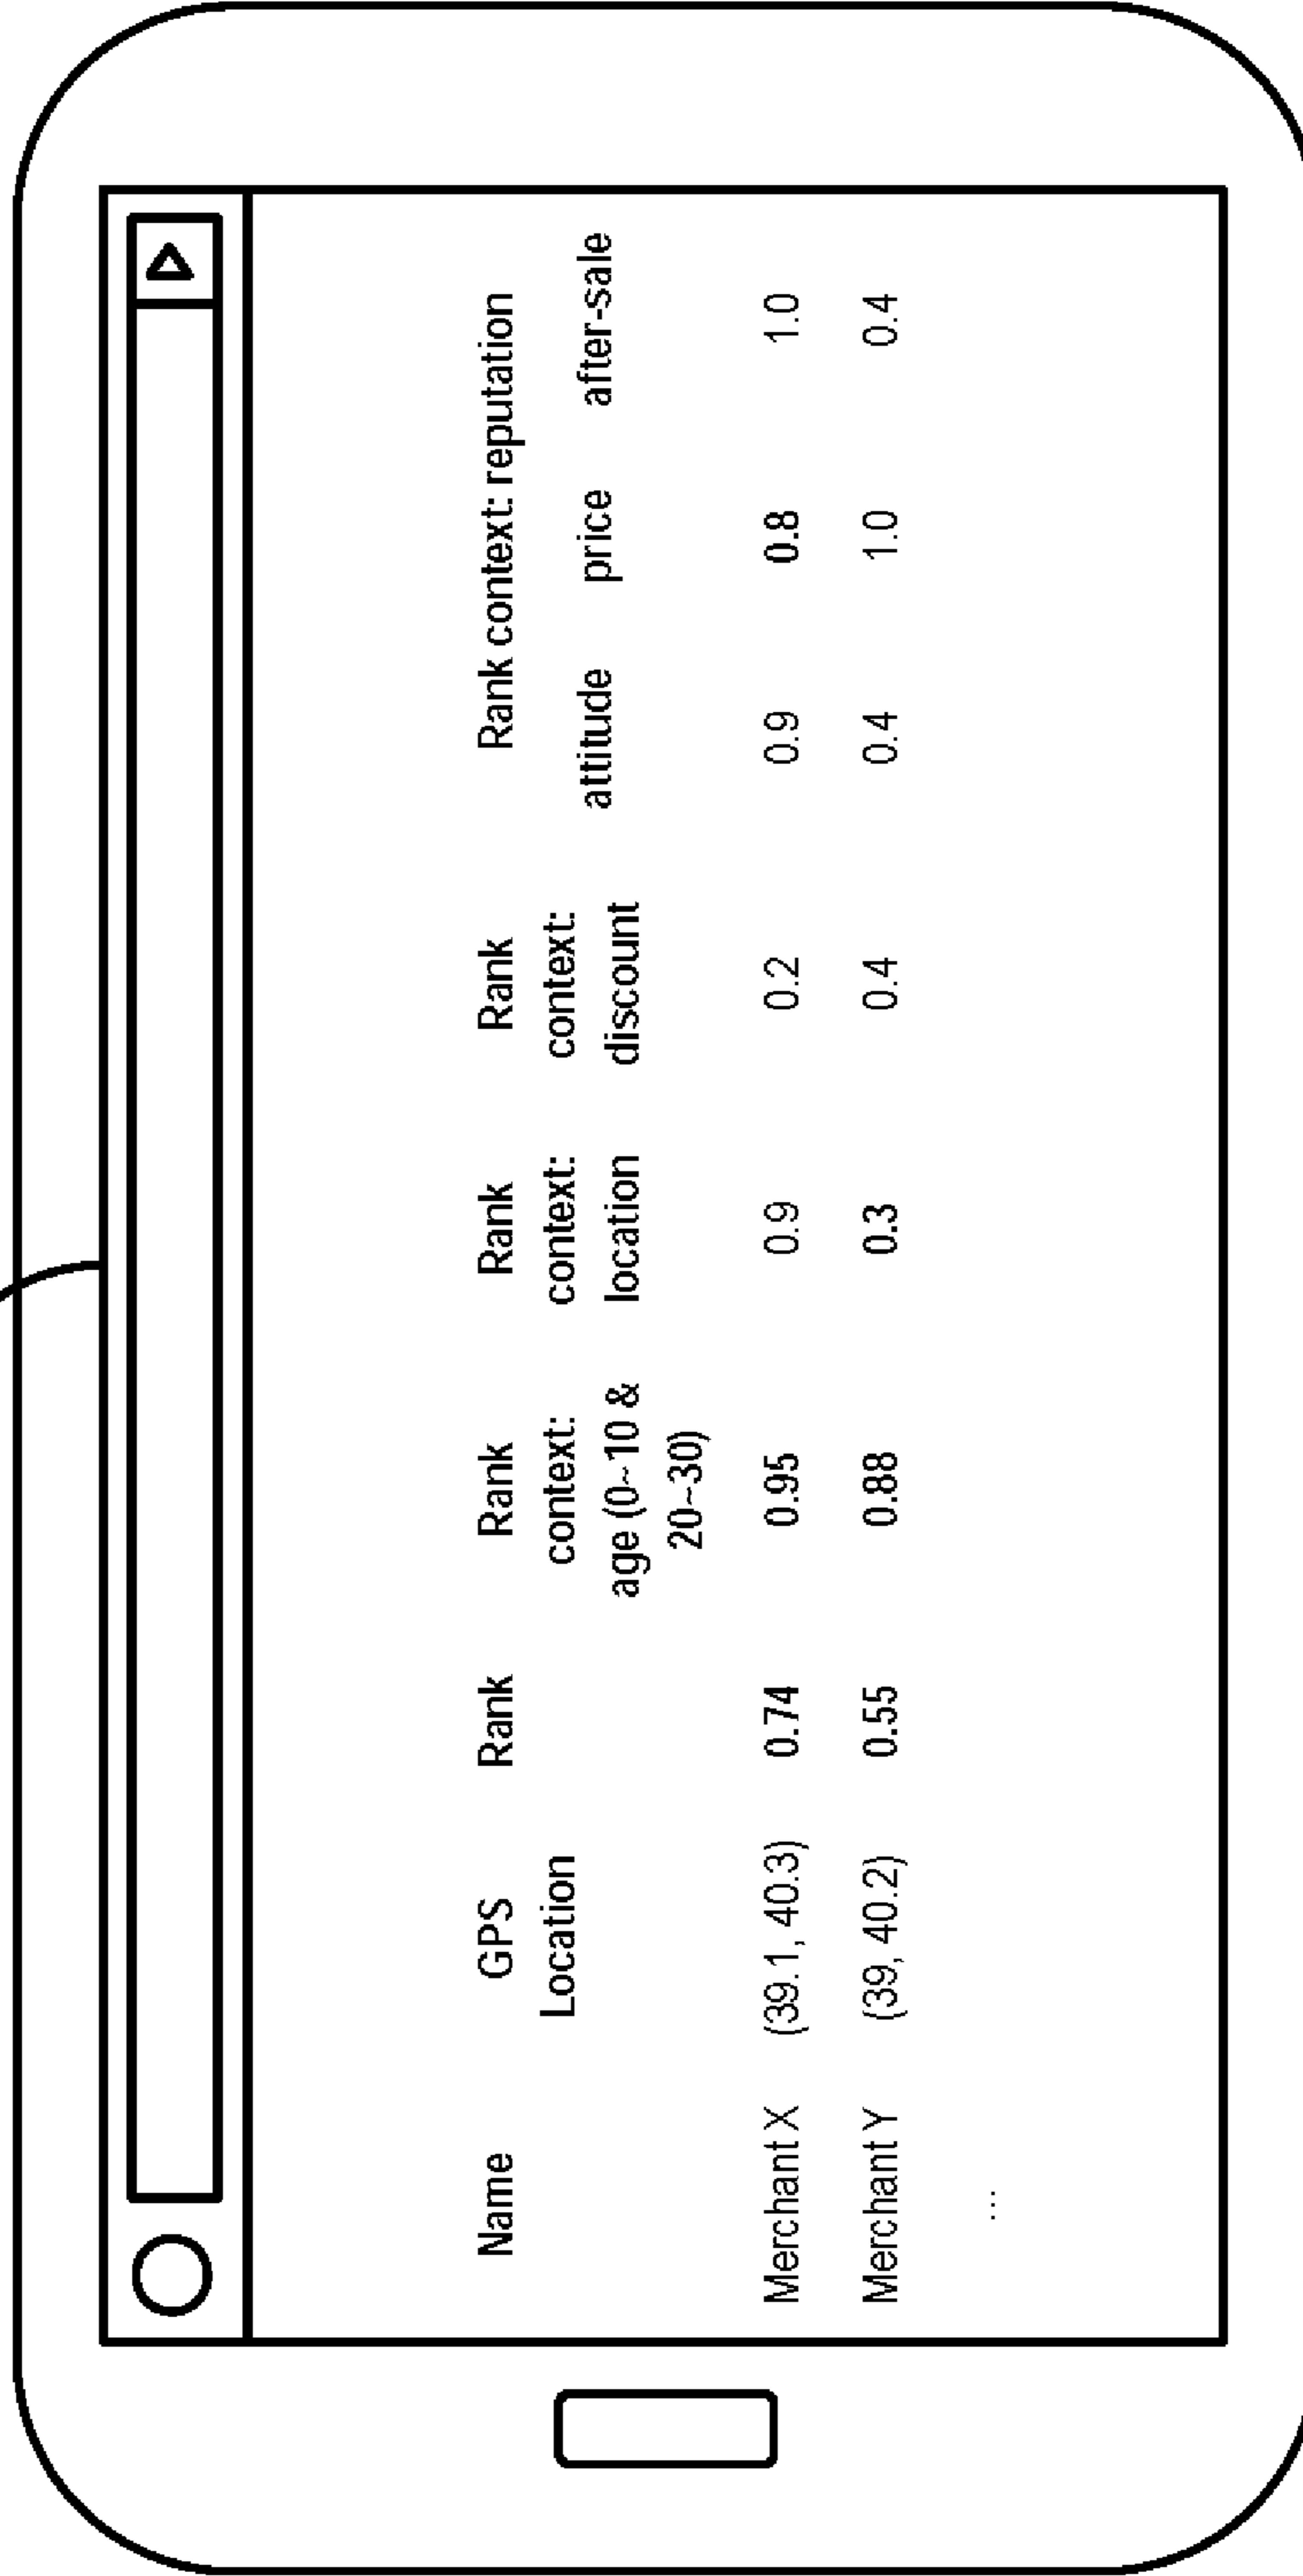 Name GPS Rank Rank Rank Rank Rank context: reputation
Location context: context: context:
age (0~10 & location discount attitude price after-sale
20~30)
Merchant X (39.1, 40.3) 0.74 0.95 0.9 0.2 0.9 0.8 1.0
Merchant Y (39, 40.2) 0.55 0.88 0.3 0.4 0.4 1.0 0.4
...